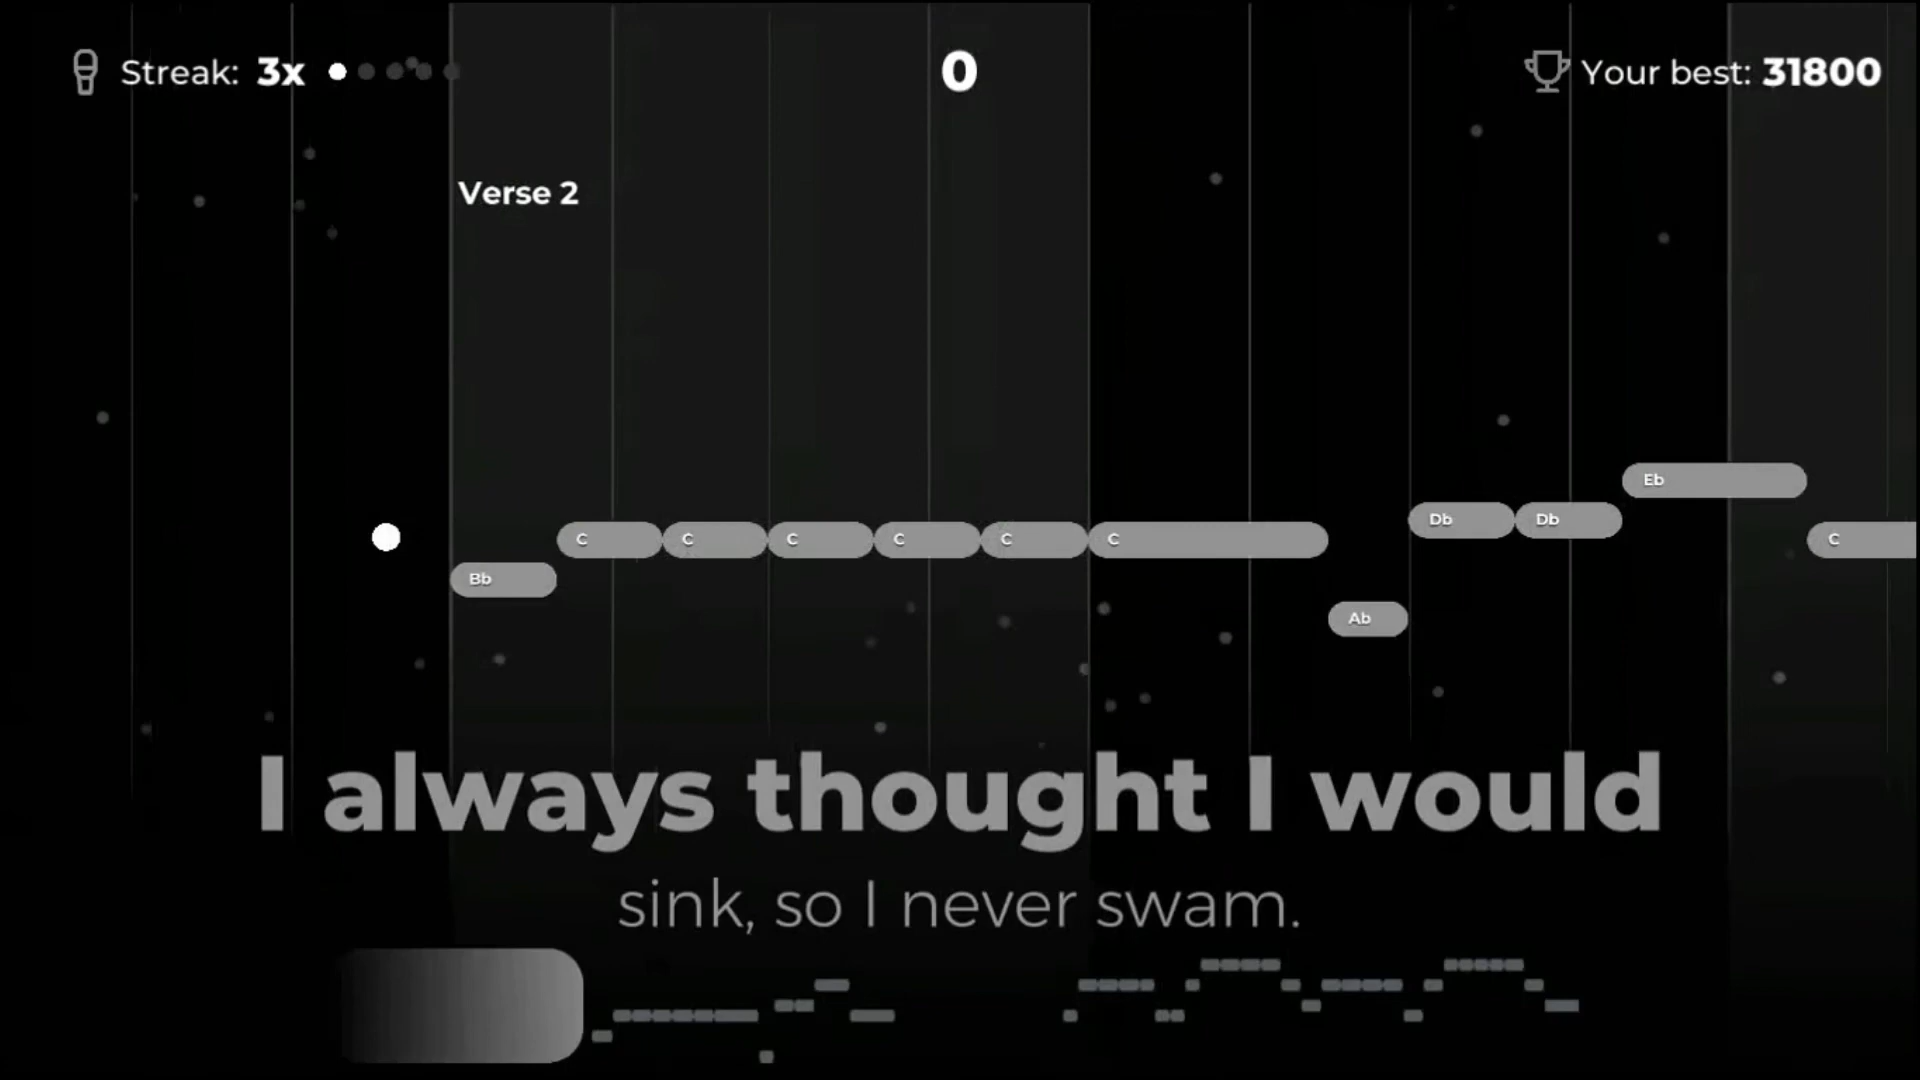 Streak: 3x
0
Your best: 31800
Verse 2
Eb
Db Db
C C C C C C C
Bb
Ab
I always thought I would
sink, so I never swam.